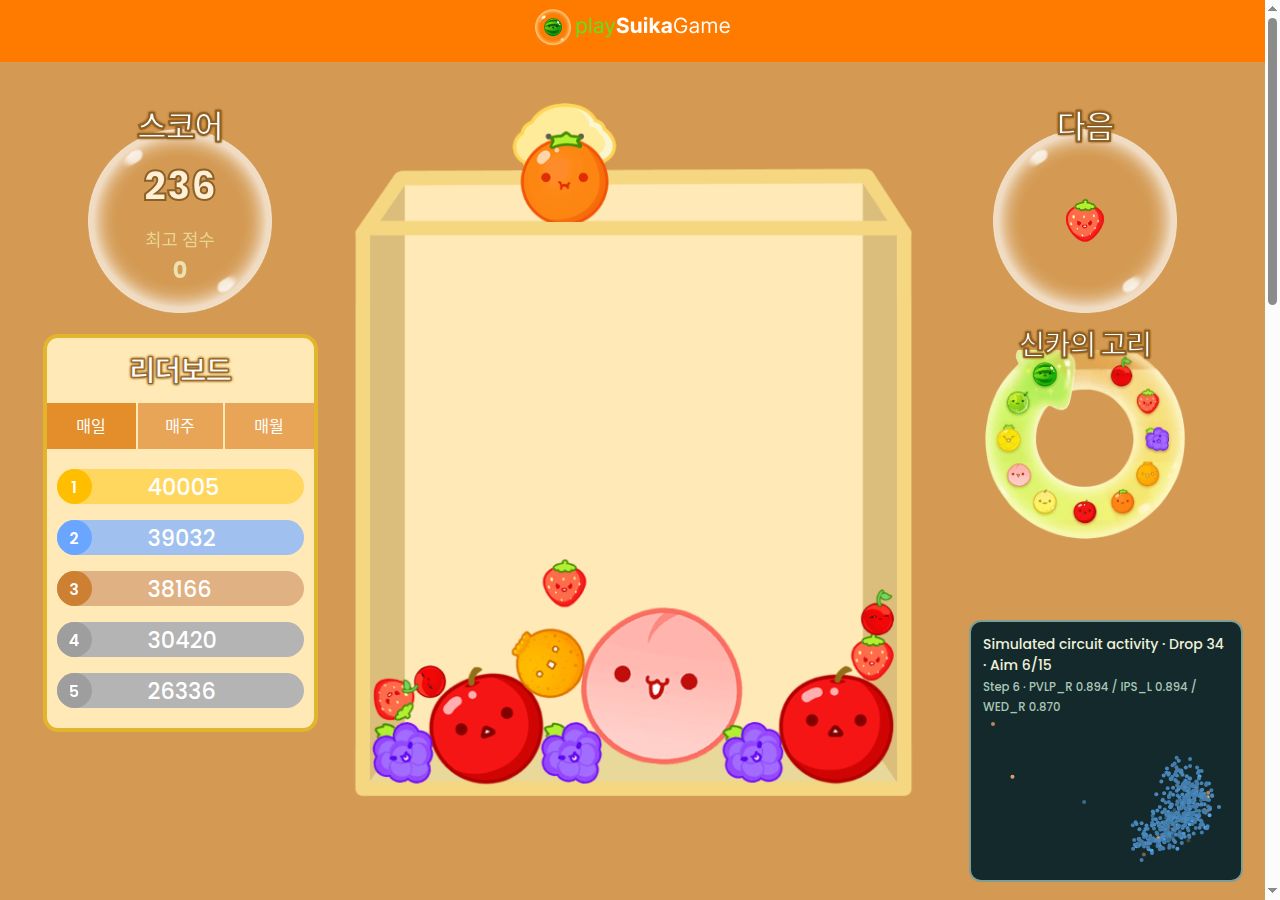 playSuikaGame
스코어
236
최고 점수
0
다음
신카의 고리
리더보드
매일 매주 매월
1 40005
2 39032
3 38166
4 30420
5 26336
Simulated circuit activity · Drop 34
· Aim 6/15
Step 6 · PVLP_R 0.894 / IPS_L 0.894 /
WED_R 0.870